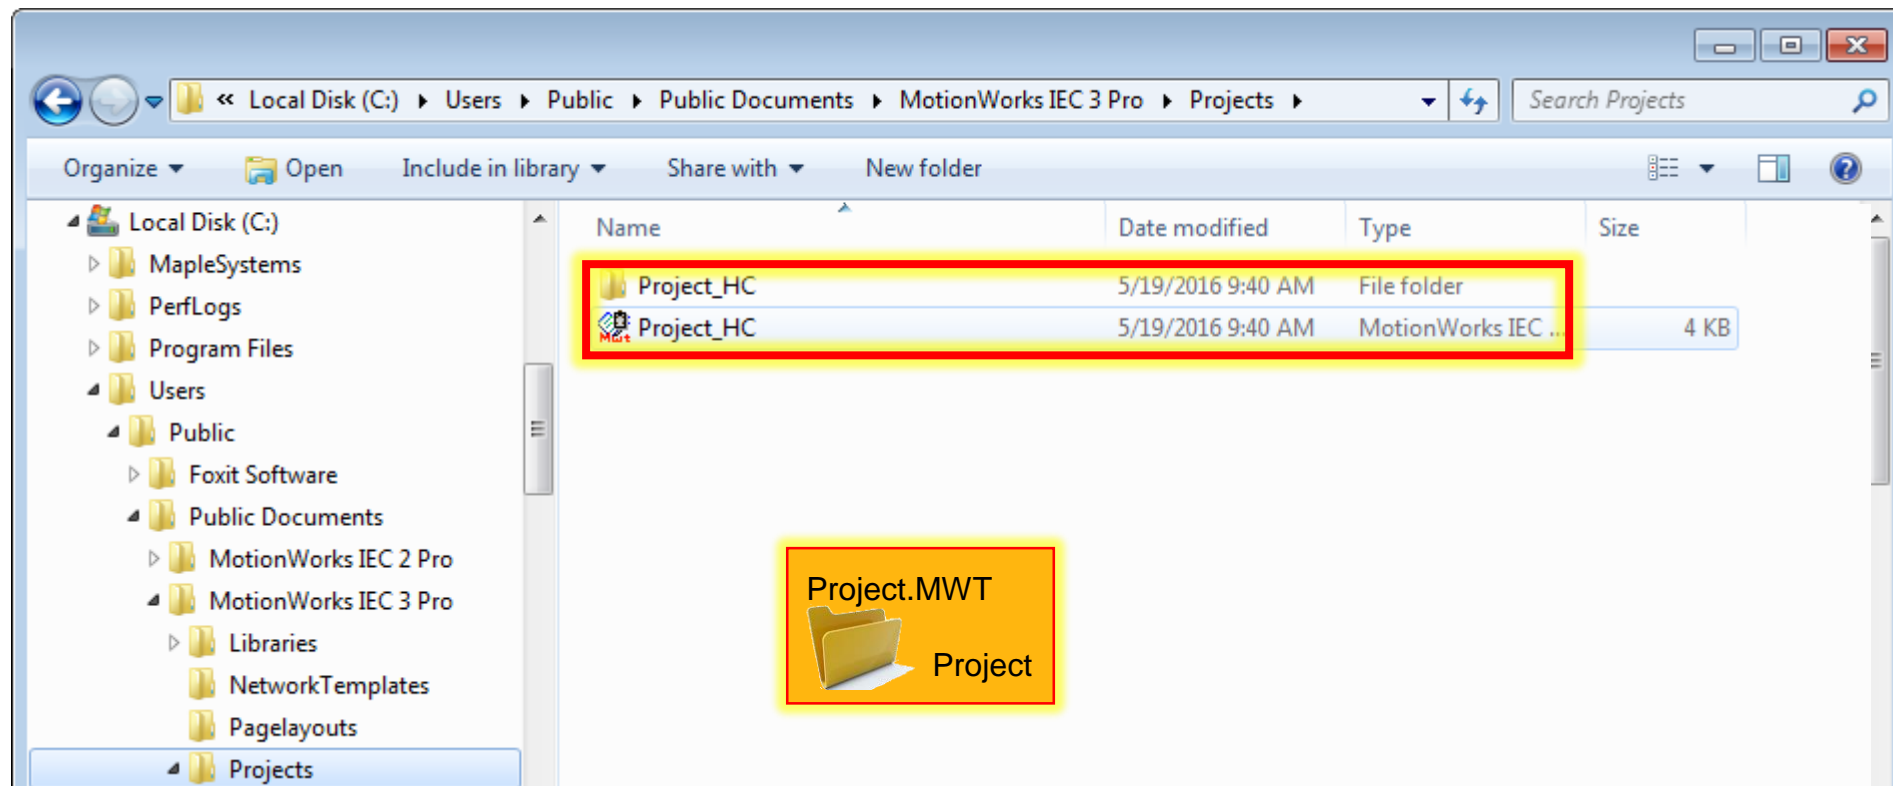 « Local Disk (C:) ▸ Users ▸ Public ▸ Public Documents ▸ MotionWorks IEC 3 Pro ▸ Projects ▸
Search Projects
Organize Open Include in library Share with New folder
Local Disk (C:)
MapleSystems
PerfLogs
Program Files
Users
Public
Foxit Software
Public Documents
MotionWorks IEC 2 Pro
MotionWorks IEC 3 Pro
Libraries
NetworkTemplates
Pagelayouts
Projects
Name Date modified Type Size
Project_HC 5/19/2016 9:40 AM File folder
Mwt Project_HC 5/19/2016 9:40 AM MotionWorks IEC ... 4 KB
Project.MWT
Project